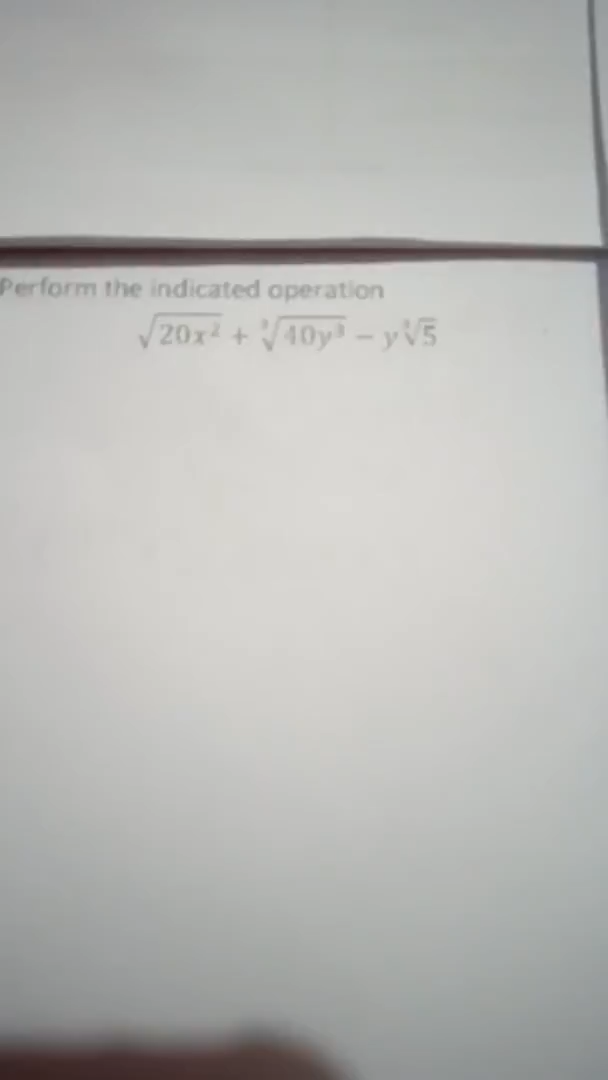 Perform the indicated operation
√20x² + ∛40y³ − y∛5